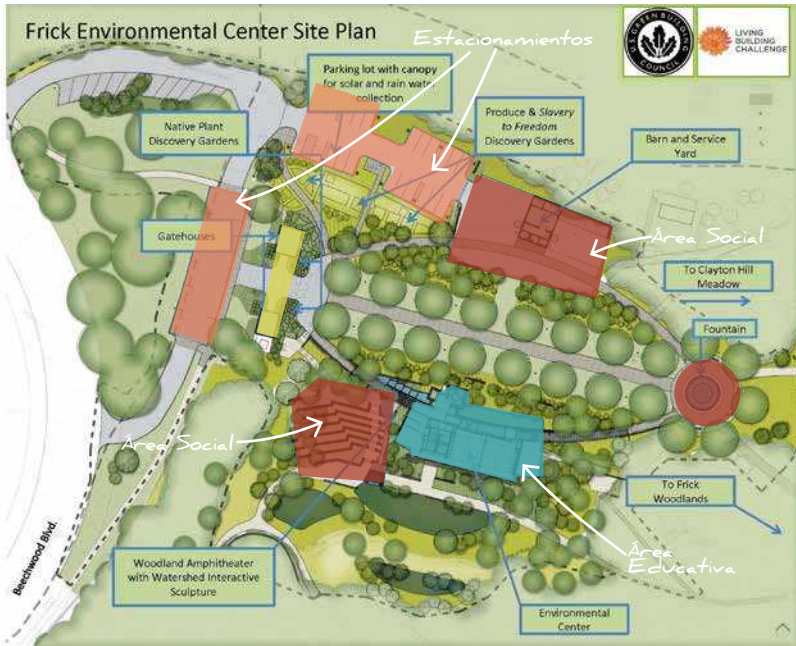 Frick Environmental Center Site Plan
Estacionamientos
U.S. GREEN BUILDING COUNCIL
LIVING
BUILDING
CHALLENGE
Parking lot with canopy
for solar and rain water
collection
Native Plant
Discovery Gardens
Produce & Slavery
to Freedom
Discovery Gardens
Barn and Service
Yard
Gatehouses
Área Social
To Clayton Hill
Meadow
Fountain
Área Social
To Frick
Woodlands
Área
Educativa
Beechwood Blvd.
Woodland Amphitheater
with Watershed Interactive
Sculpture
Environmental
Center